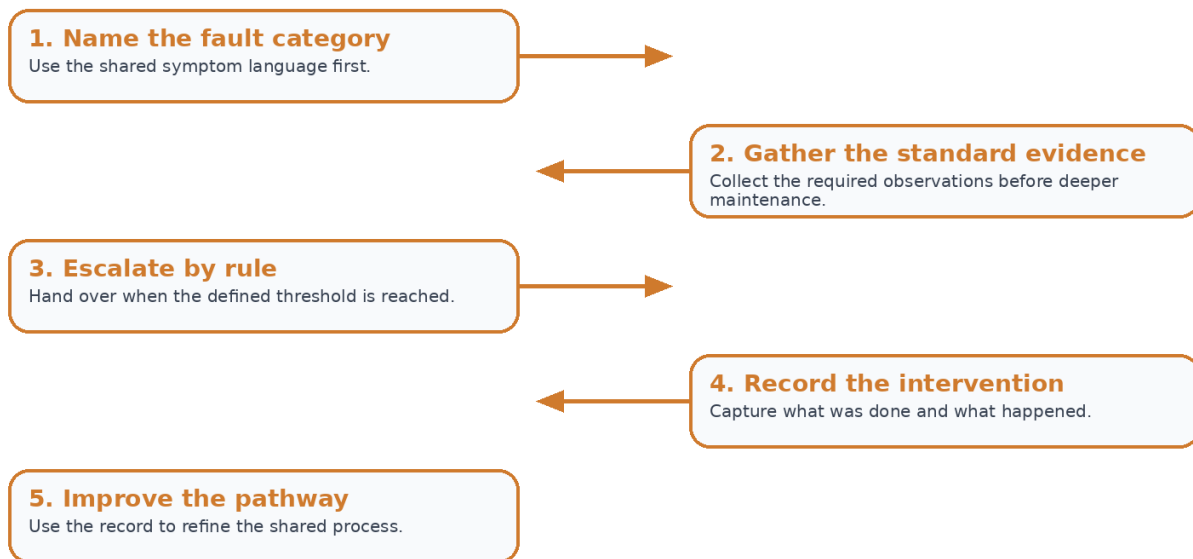 1. Name the fault category
Use the shared symptom language first.
2. Gather the standard evidence
Collect the required observations before deeper
maintenance.
3. Escalate by rule
Hand over when the defined threshold is reached.
4. Record the intervention
Capture what was done and what happened.
5. Improve the pathway
Use the record to refine the shared process.